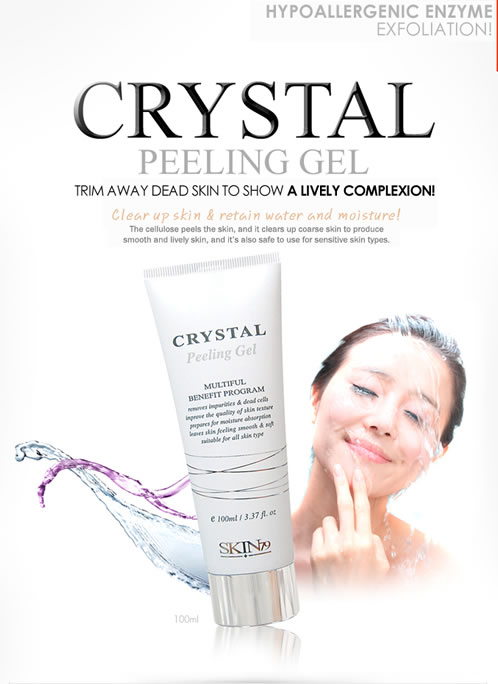 HYPOALLERGENIC ENZYME
EXFOLIATION!
CRYSTAL
PEELING GEL
TRIM AWAY DEAD SKIN TO SHOW A LIVELY COMPLEXION!
Clear up skin & retain water and moisture!
The cellulose peels the skin, and it clears up coarse skin to produce
smooth and lively skin, and it's also safe to use for sensitive skin types.
CRYSTAL
Peeling Gel
MULTIFUL
BENEFIT PROGRAM
removes impurities & dead cells
improve the quality of skin texture
prepares for moisture absorption
leaves skin feeling smooth & soft
suitable for all skin type
e 100ml / 3.37 fl. oz
SKIN79
100ml